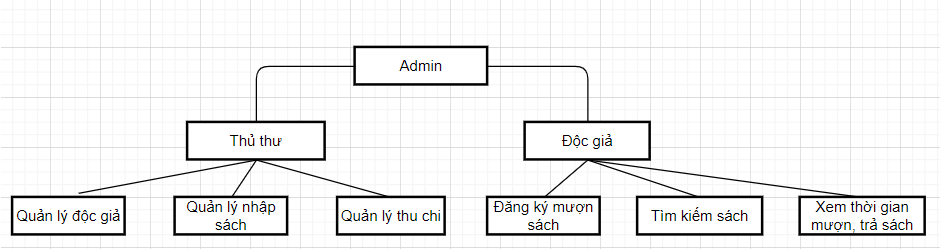 Admin
Thủ thư
Độc giả
Quản lý độc giả
Quản lý nhập
sách
Quản lý thu chi
Đăng ký mượn
sách
Tìm kiếm sách
Xem thời gian
mượn, trả sách